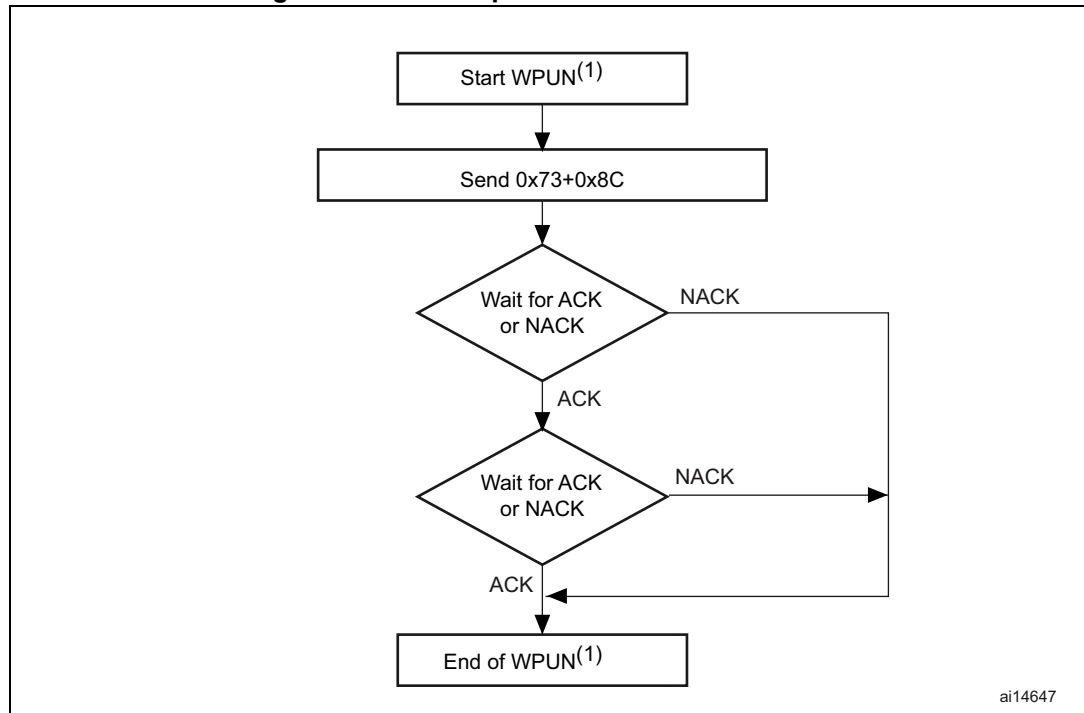 Start WPUN(1)
Send 0x73+0x8C
Wait for ACK
or NACK
NACK
ACK
Wait for ACK
or NACK
NACK
ACK
End of WPUN(1)
ai14647